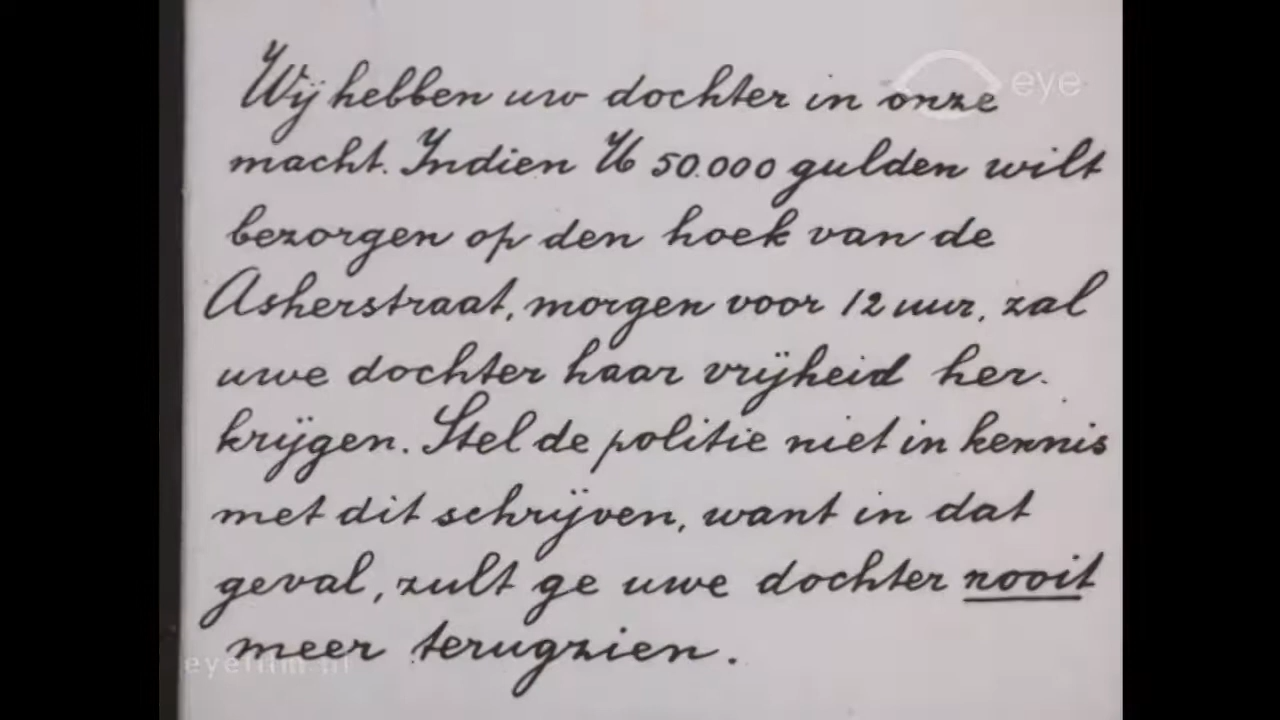 Wij hebben uw dochter in onze
eye
macht. Indien U 50.000 gulden wilt
bezorgen op den hoek van de
Asherstraat, morgen voor 12 uur, zal
uwe dochter haar vrijheid her-
krijgen. Stel de politie niet in kennis
met dit schrijven, want in dat
geval, zult ge uwe dochter nooit
meer terugzien.
eyefilm.nl